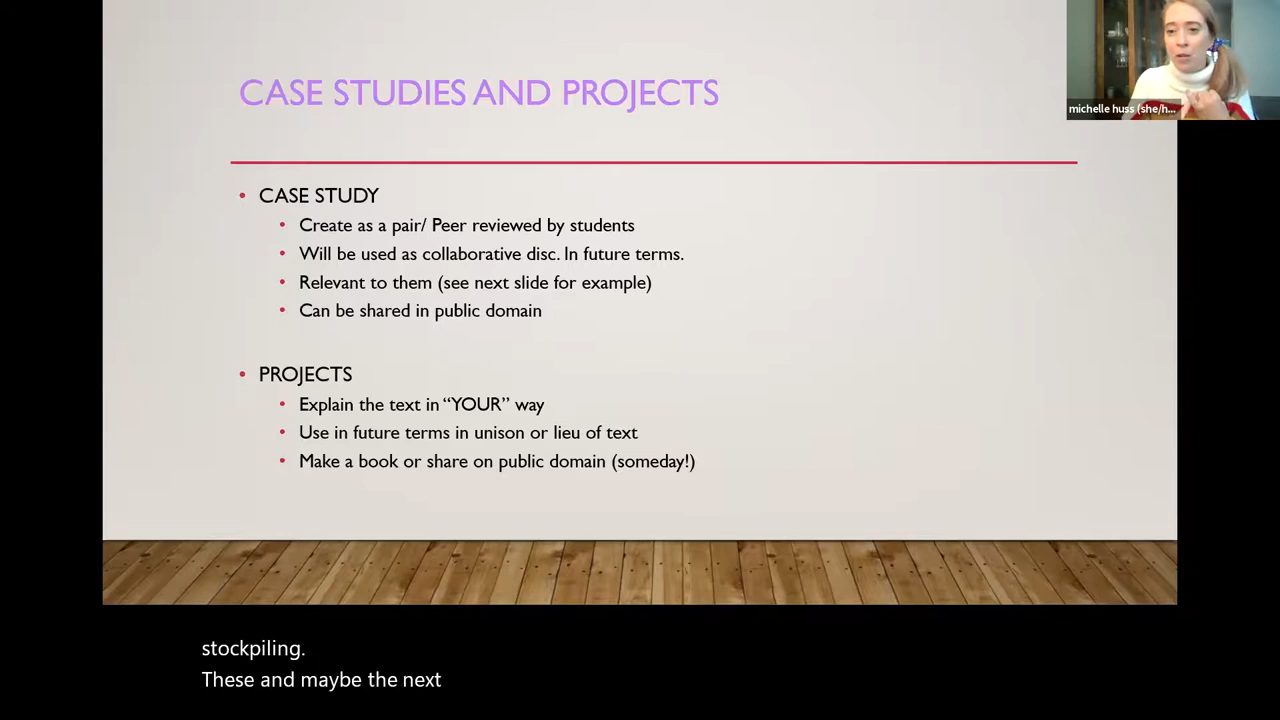 CASE STUDIES AND PROJECTS
michelle huss (she/h...
• CASE STUDY
• Create as a pair/ Peer reviewed by students
• Will be used as collaborative disc. In future terms.
• Relevant to them (see next slide for example)
• Can be shared in public domain
• PROJECTS
• Explain the text in “YOUR” way
• Use in future terms in unison or lieu of text
• Make a book or share on public domain (someday!)
stockpiling.
These and maybe the next